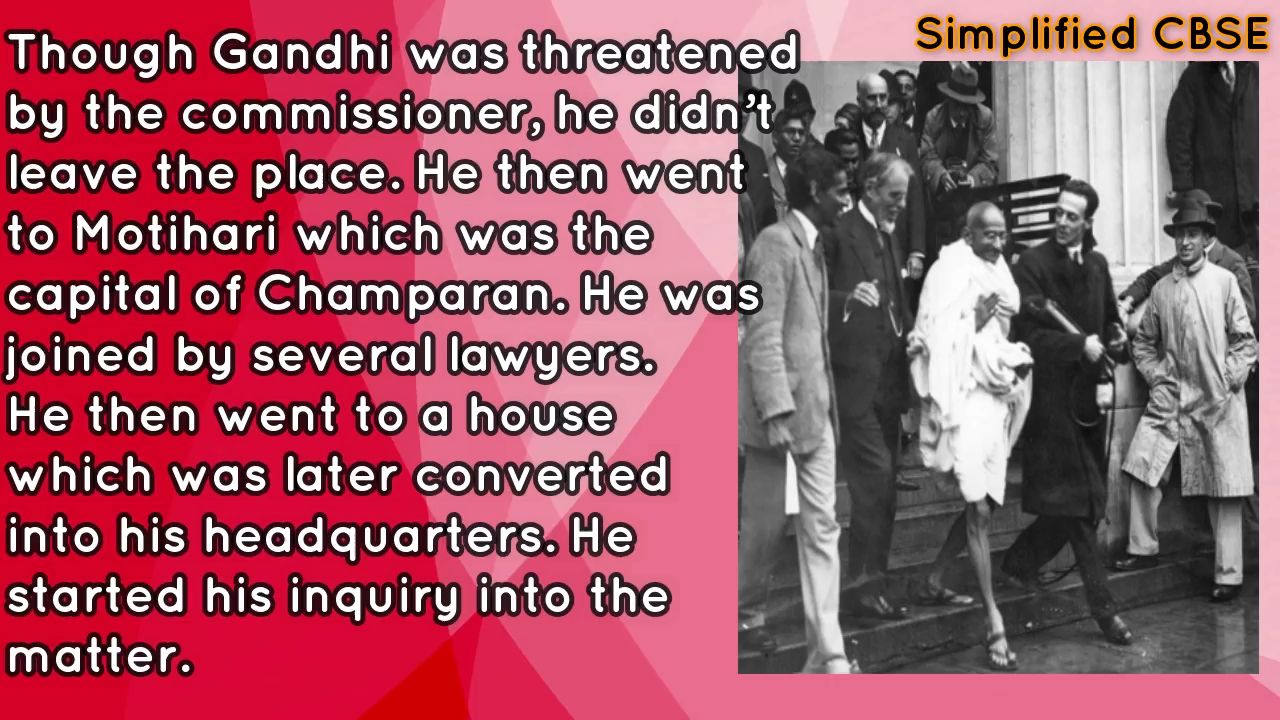 Simplified CBSE
Though Gandhi was threatened
by the commissioner, he didn't
leave the place. He then went
to Motihari which was the
capital of Champaran. He was
joined by several lawyers.
He then went to a house
which was later converted
into his headquarters. He
started his inquiry into the
matter.